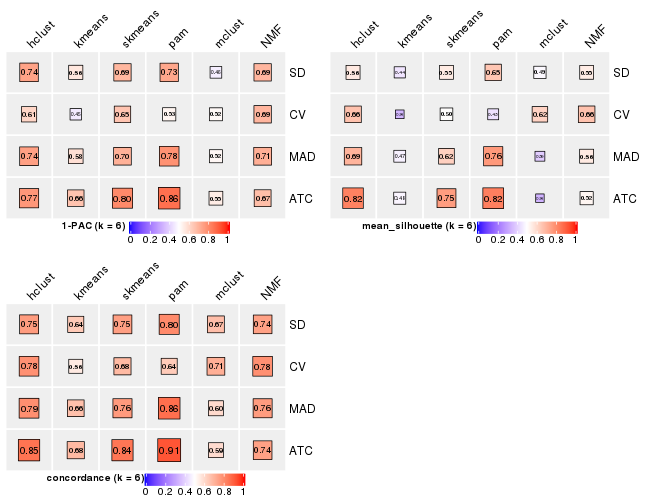 hclust kmeans skmeans pam mclust NMF
0.74 0.56 0.69 0.73 0.69 SD
0.61 0.65 0.53 0.52 0.69 CV
0.74 0.58 0.70 0.78 0.52 0.71 MAD
0.77 0.66 0.80 0.86 0.55 0.67 ATC
1-PAC (k = 6)
0 0.2 0.4 0.6 0.8 1
hclust kmeans skmeans pam mclust NMF
0.56 0.44 0.55 0.65 0.49 0.55 SD
0.66 0.50 0.62 0.66 CV
0.69 0.47 0.62 0.76 0.56 MAD
0.82 0.75 0.82 0.52 ATC
mean_silhouette (k = 6)
0 0.2 0.4 0.6 0.8 1
hclust kmeans skmeans pam mclust NMF
0.75 0.64 0.75 0.80 0.67 0.74 SD
0.78 0.56 0.68 0.64 0.71 0.78 CV
0.79 0.66 0.76 0.86 0.60 0.76 MAD
0.85 0.68 0.84 0.91 0.59 0.74 ATC
concordance (k = 6)
0 0.2 0.4 0.6 0.8 1